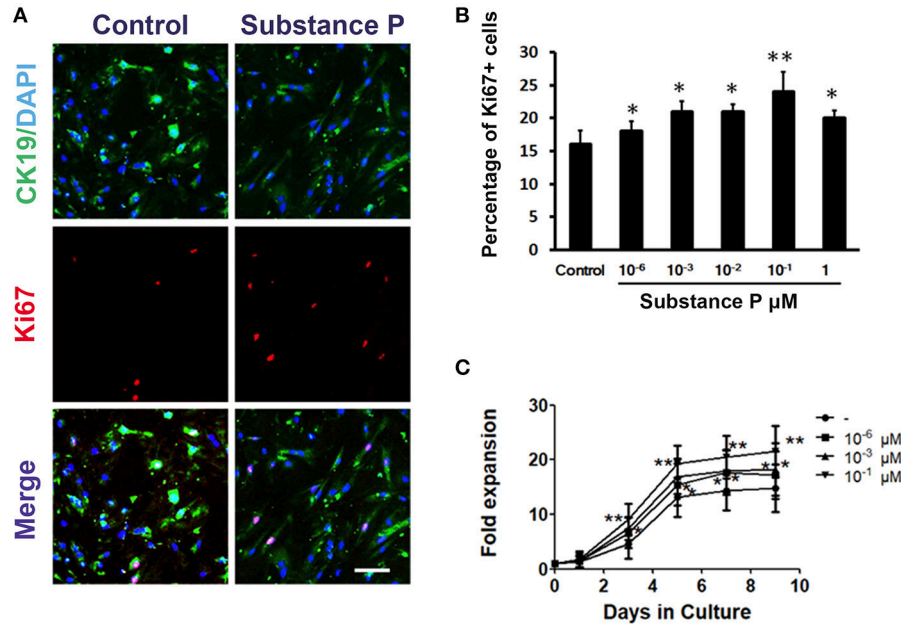 A
Control
Substance P
CK19/DAPI
Ki67
Merge
B
Percentage of Ki67+ cells
30
25
20
15
10
5
0
*
*
*
**
*
Control 10⁻⁶ 10⁻³ 10⁻² 10⁻¹ 1
Substance P µM
C
Fold expansion
30
20
10
0
**
*
**
*
*
**
*
*
**
*
*
0 2 4 6 8 10
Days in Culture
-
10⁻⁶ µM
10⁻³ µM
10⁻¹ µM